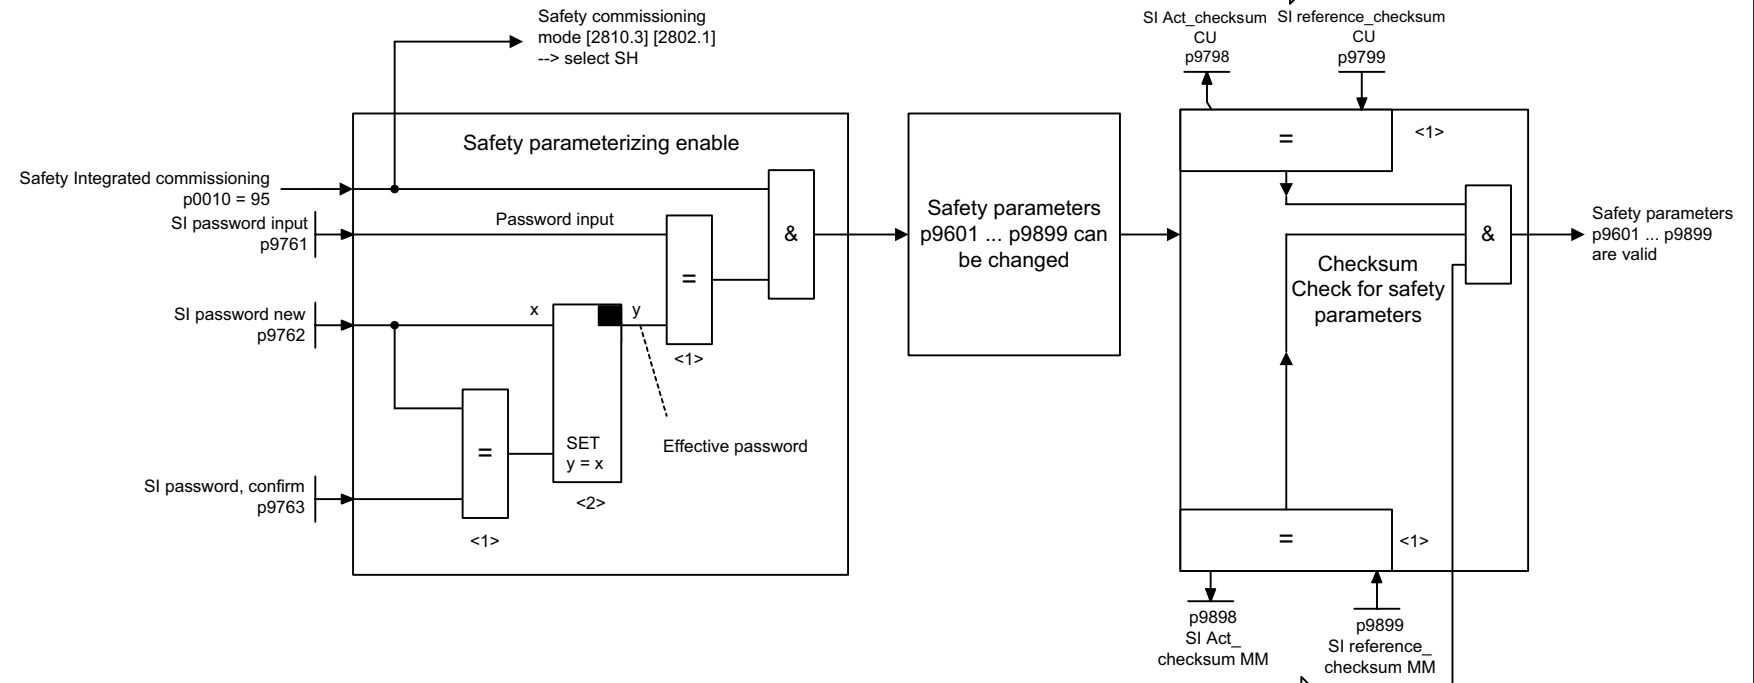 Safety commissioning
mode [2810.3] [2802.1]
--> select SH
SI Act_checksum
CU
p9798
SI reference_checksum
CU
p9799
Safety parameterizing enable
Safety Integrated commissioning
p0010 = 95
SI password input
p9761
Password input
&
=
<1>
SI password new
p9762
x
y
SET
y = x
<2>
Effective password
=
<1>
SI password, confirm
p9763
Safety parameters
p9601 ... p9899 can
be changed
=
<1>
&
Checksum
Check for safety
parameters
Safety parameters
p9601 ... p9899
are valid
=
<1>
p9898
SI Act_
checksum MM
p9899
SI reference_
checksum MM